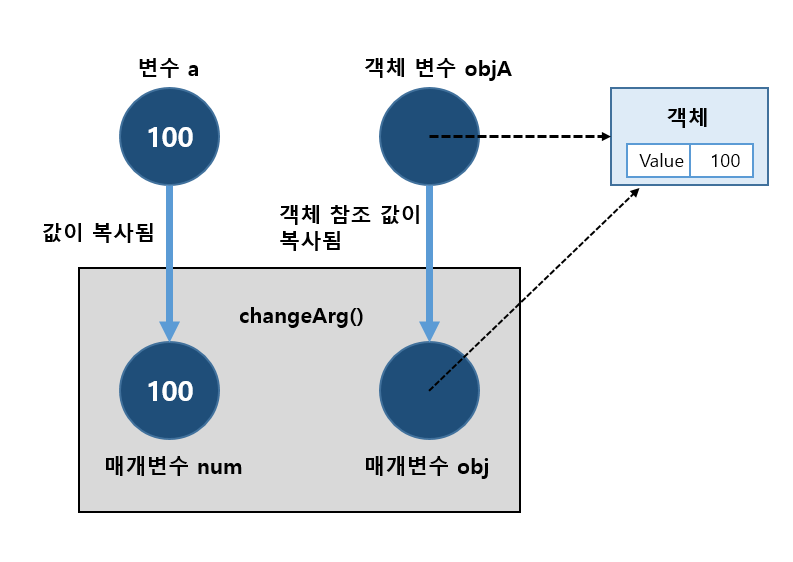 변수 a
객체 변수 objA
100
객체
Value 100
값이 복사됨
객체 참조 값이
복사됨
changeArg()
100
매개변수 num
매개변수 obj